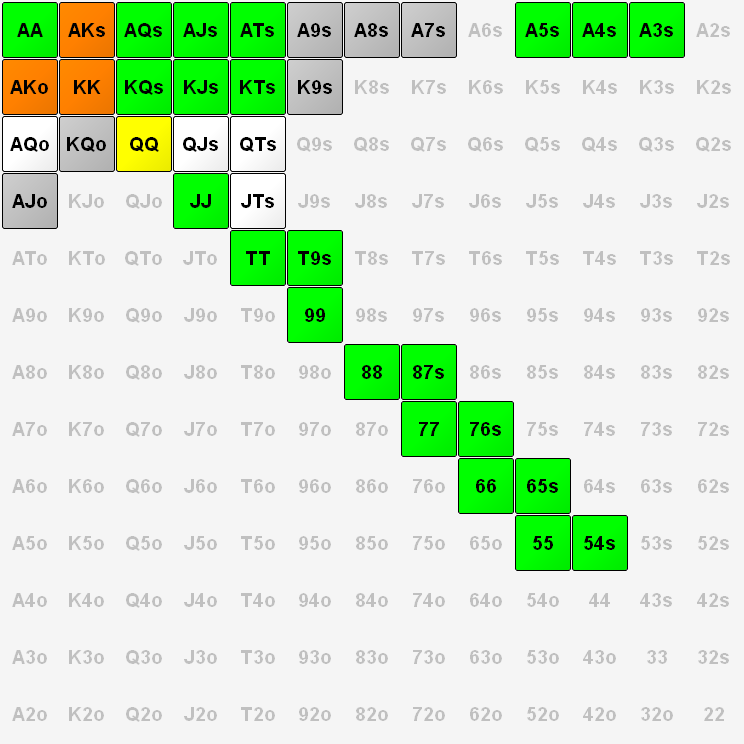 AA AKs AQs AJs ATs A9s A8s A7s A6s A5s A4s A3s A2s
AKo KK KQs KJs KTs K9s K8s K7s K6s K5s K4s K3s K2s
AQo KQo QQ QJs QTs Q9s Q8s Q7s Q6s Q5s Q4s Q3s Q2s
AJo KJo QJo JJ JTs J9s J8s J7s J6s J5s J4s J3s J2s
ATo KTo QTo JTo TT T9s T8s T7s T6s T5s T4s T3s T2s
A9o K9o Q9o J9o T9o 99 98s 97s 96s 95s 94s 93s 92s
A8o K8o Q8o J8o T8o 98o 88 87s 86s 85s 84s 83s 82s
A7o K7o Q7o J7o T7o 97o 87o 77 76s 75s 74s 73s 72s
A6o K6o Q6o J6o T6o 96o 86o 76o 66 65s 64s 63s 62s
A5o K5o Q5o J5o T5o 95o 85o 75o 65o 55 54s 53s 52s
A4o K4o Q4o J4o T4o 94o 84o 74o 64o 54o 44 43s 42s
A3o K3o Q3o J3o T3o 93o 83o 73o 63o 53o 43o 33 32s
A2o K2o Q2o J2o T2o 92o 82o 72o 62o 52o 42o 32o 22